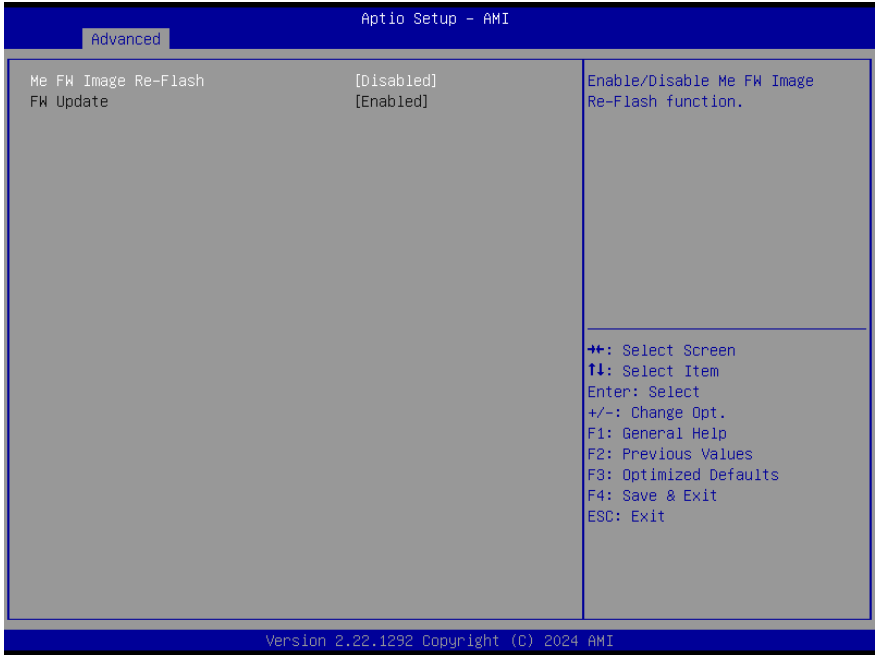 Aptio Setup – AMI
Advanced
Me FW Image Re–Flash [Disabled]
FW Update [Enabled]
Enable/Disable Me FW Image
Re–Flash function.
→←: Select Screen
↑↓: Select Item
Enter: Select
+/–: Change Opt.
F1: General Help
F2: Previous Values
F3: Optimized Defaults
F4: Save & Exit
ESC: Exit
Version 2.22.1292 Copyright (C) 2024 AMI